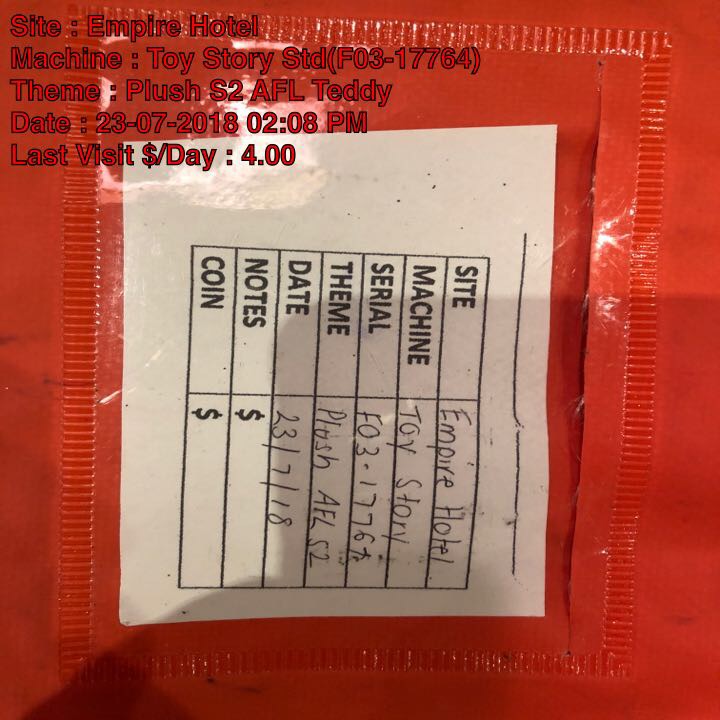 Site : Empire Hotel
Machine : Toy Story Std(F03-17764)
Theme : Plush S2 AFL Teddy
Date : 23-07-2018 02:08 PM
Last Visit $/Day : 4.00
SITE Empire Hotel
MACHINE Toy Story
SERIAL F03-17764
THEME Plush AFL S2
DATE 23/7/18
NOTES $
COIN $